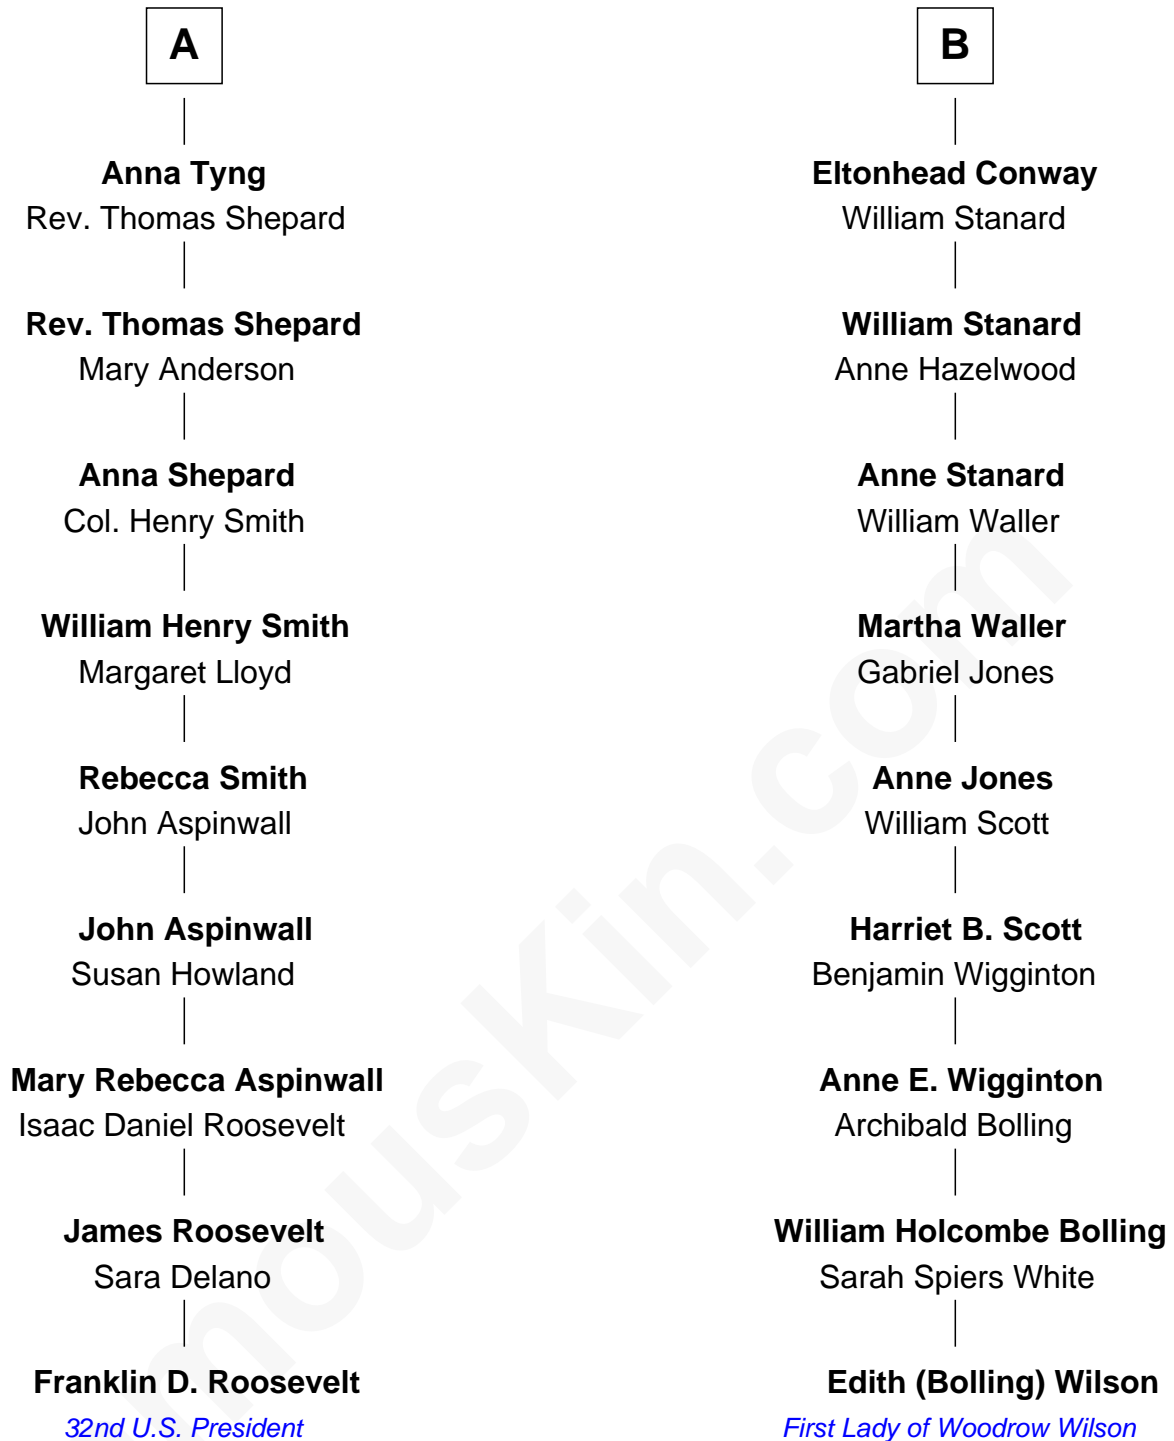 A
Anna Tyng
Rev. Thomas Shepard
Rev. Thomas Shepard
Mary Anderson
Anna Shepard
Col. Henry Smith
William Henry Smith
Margaret Lloyd
Rebecca Smith
John Aspinwall
John Aspinwall
Susan Howland
Mary Rebecca Aspinwall
Isaac Daniel Roosevelt
James Roosevelt
Sara Delano
Franklin D. Roosevelt
32nd U.S. President
B
Eltonhead Conway
William Stanard
William Stanard
Anne Hazelwood
Anne Stanard
William Waller
Martha Waller
Gabriel Jones
Anne Jones
William Scott
Harriet B. Scott
Benjamin Wigginton
Anne E. Wigginton
Archibald Bolling
William Holcombe Bolling
Sarah Spiers White
Edith (Bolling) Wilson
First Lady of Woodrow Wilson
mousKin.com